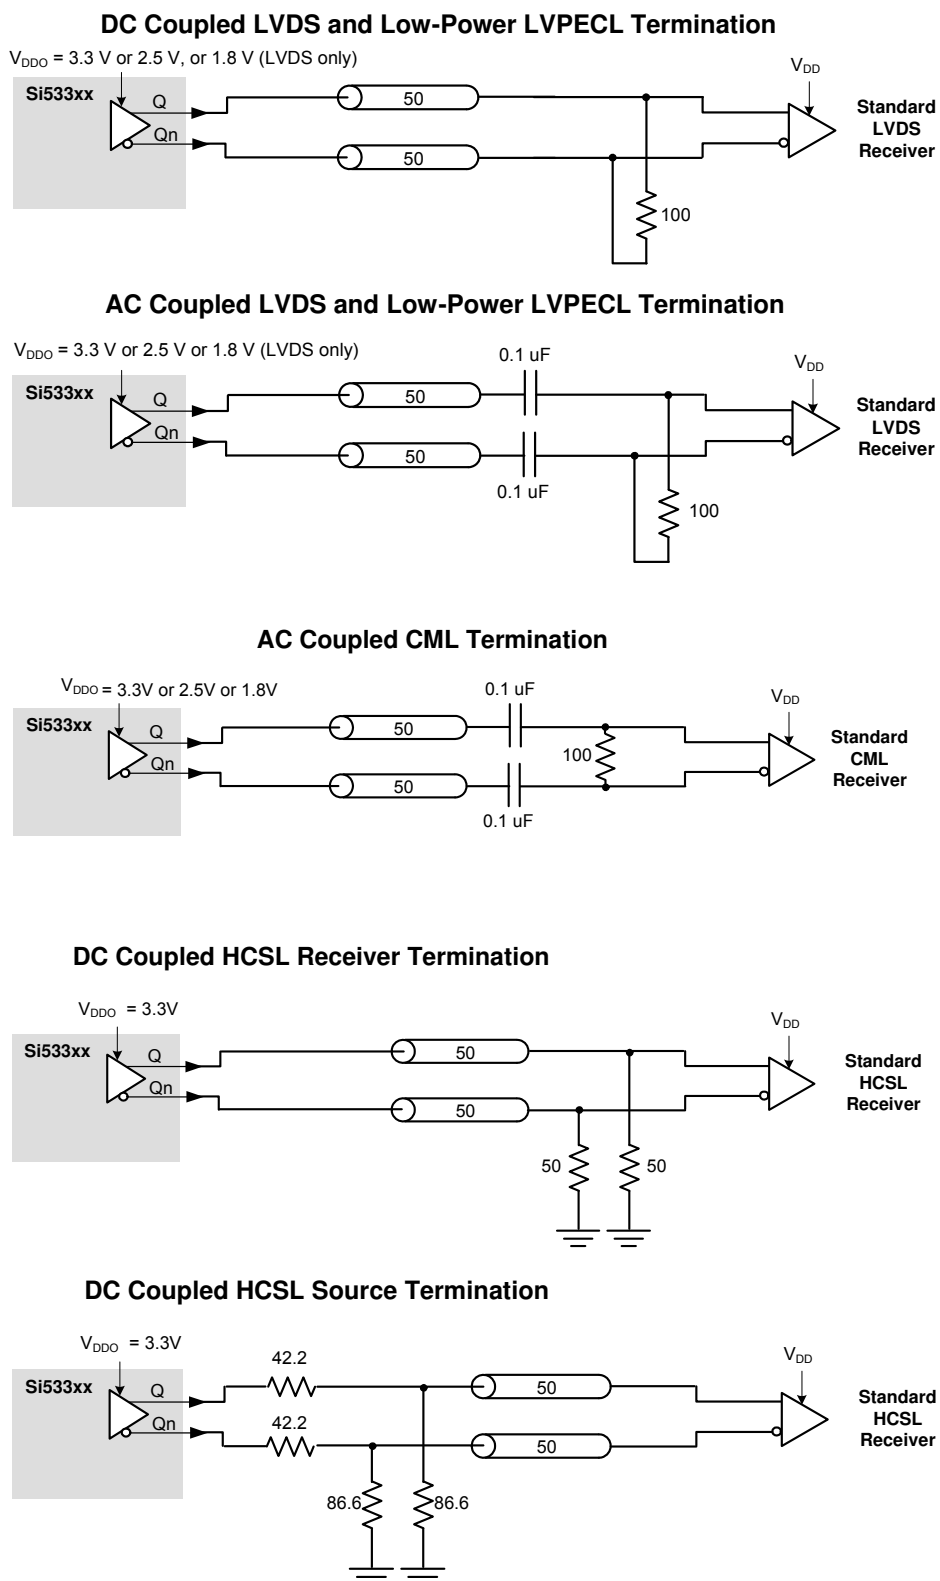 DC Coupled LVDS and Low-Power LVPECL Termination
VDDO = 3.3 V or 2.5 V, or 1.8 V (LVDS only)
VDD
Si533xx
Q
50
Standard
LVDS
Receiver
Qn
50
100
AC Coupled LVDS and Low-Power LVPECL Termination
VDDO = 3.3 V or 2.5 V or 1.8 V (LVDS only)
0.1 uF
VDD
Si533xx
Q
50
Standard
LVDS
Receiver
Qn
50
0.1 uF
100
AC Coupled CML Termination
VDDO = 3.3V or 2.5V or 1.8V
0.1 uF
VDD
Si533xx
Q
50
Standard
CML
Receiver
100
Qn
50
0.1 uF
DC Coupled HCSL Receiver Termination
VDDO = 3.3V
VDD
Si533xx
Q
50
Standard
HCSL
Receiver
Qn
50
50
50
DC Coupled HCSL Source Termination
VDDO = 3.3V
42.2
VDD
Si533xx
Q
50
Standard
HCSL
Receiver
Qn
42.2
50
86.6
86.6